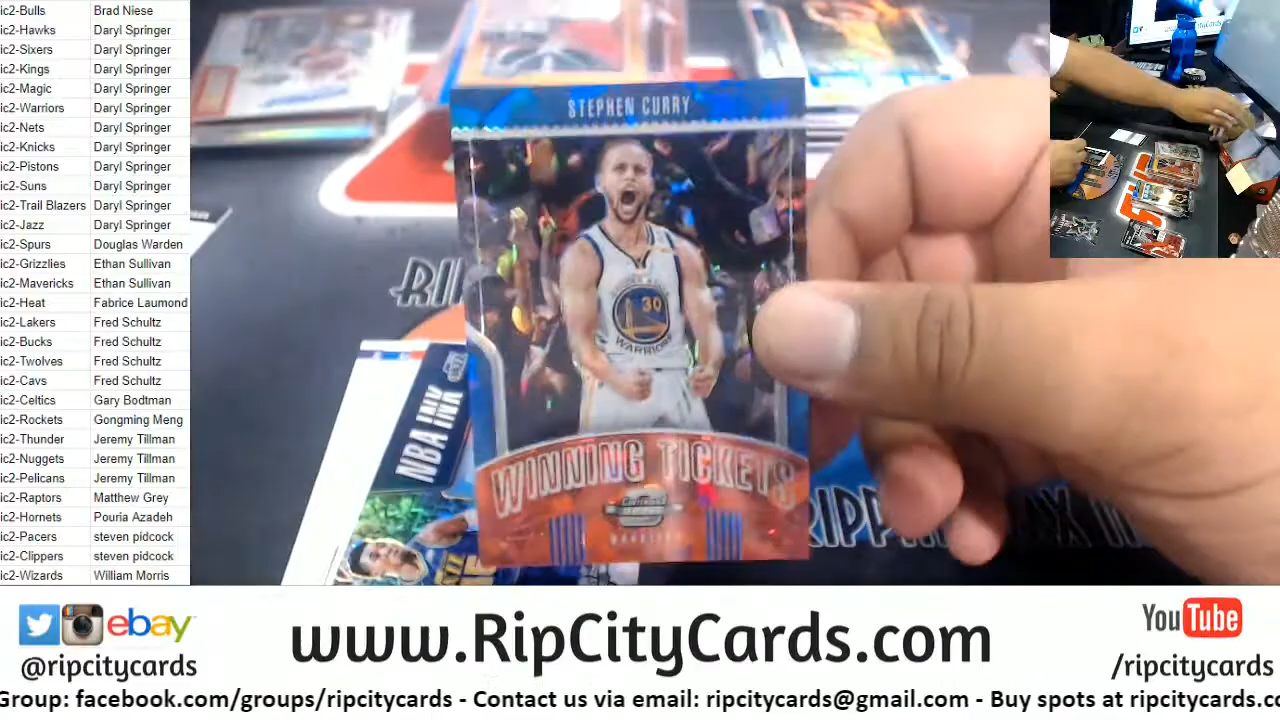 ic2-Bulls Brad Niese
ic2-Hawks Daryl Springer
ic2-Sixers Daryl Springer
ic2-Kings Daryl Springer
ic2-Magic Daryl Springer
ic2-Warriors Daryl Springer
ic2-Nets Daryl Springer
ic2-Knicks Daryl Springer
ic2-Pistons Daryl Springer
ic2-Suns Daryl Springer
ic2-Trail Blazers Daryl Springer
ic2-Jazz Daryl Springer
ic2-Spurs Douglas Warden
ic2-Grizzlies Ethan Sullivan
ic2-Mavericks Ethan Sullivan
ic2-Heat Fabrice Laumond
ic2-Lakers Fred Schultz
ic2-Bucks Fred Schultz
ic2-Twolves Fred Schultz
ic2-Cavs Fred Schultz
ic2-Celtics Gary Bodtman
ic2-Rockets Gongming Meng
ic2-Thunder Jeremy Tillman
ic2-Nuggets Jeremy Tillman
ic2-Pelicans Jeremy Tillman
ic2-Raptors Matthew Grey
ic2-Hornets Pouria Azadeh
ic2-Pacers steven pidcock
ic2-Clippers steven pidcock
ic2-Wizards William Morris
STEPHEN CURRY
30
WARRIORS
WINNING TICKETS
NBA INK
RIPPIN
ebay
@ripcitycards
www.RipCityCards.com
YouTube
/ripcitycards
Group: facebook.com/groups/ripcitycards - Contact us via email: ripcitycards@gmail.com - Buy spots at ripcitycards.co